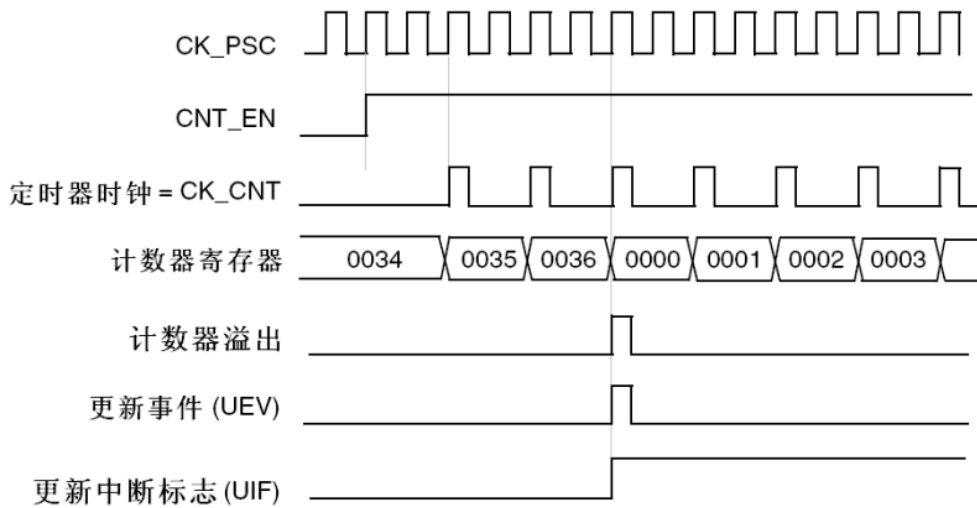 CK_PSC
CNT_EN
定时器时钟 = CK_CNT
计数器寄存器 0034 0035 0036 0000 0001 0002 0003
计数器溢出
更新事件 (UEV)
更新中断标志 (UIF)